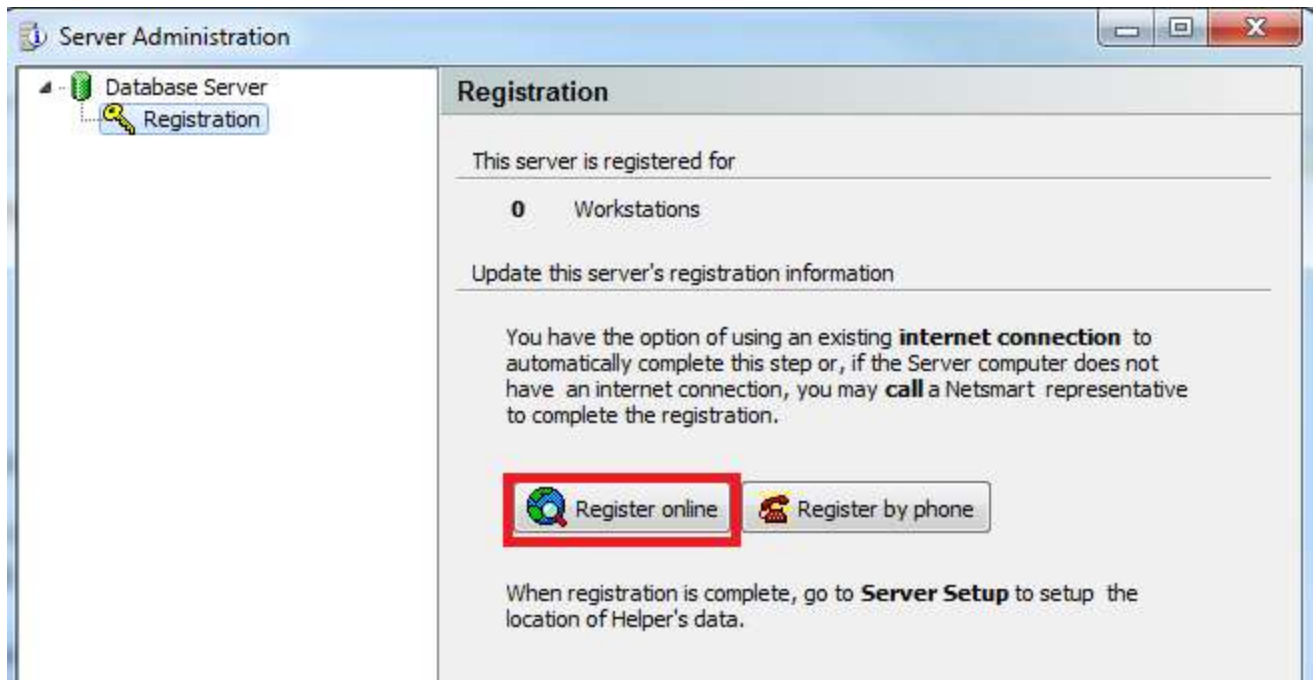 Server Administration
Database Server
Registration
Registration
This server is registered for
0 Workstations
Update this server's registration information
You have the option of using an existing internet connection to
automatically complete this step or, if the Server computer does not
have an internet connection, you may call a Netsmart representative
to complete the registration.
Register online
Register by phone
When registration is complete, go to Server Setup to setup the
location of Helper's data.